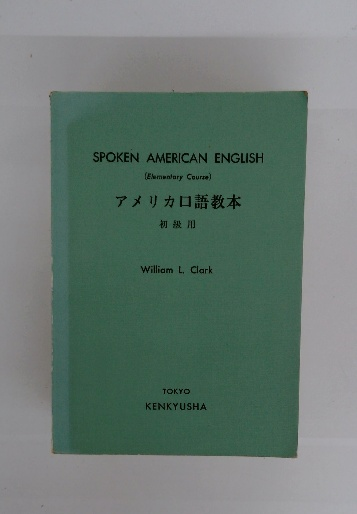 SPOKEN AMERICAN ENGLISH
(Elementary Course)
アメリカ口語教本
初級用
William L. Clark
TOKYO
KENKYUSHA